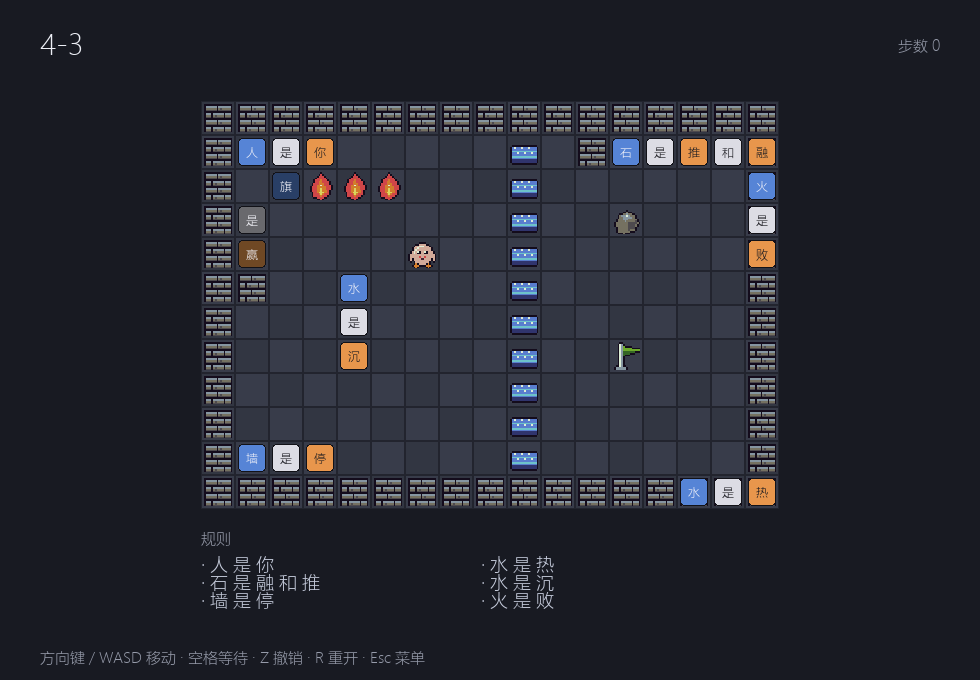 4-3
步数 0
人 是 你 石 是 推 和 融
旗 火
是 是
赢 败
水
是
沉
墙 是 停
水 是 热
规则
· 人 是 你
· 石 是 融 和 推
· 墙 是 停
· 水 是 热
· 水 是 沉
· 火 是 败
方向键 / WASD 移动 · 空格等待 · Z 撤销 · R 重开 · Esc 菜单